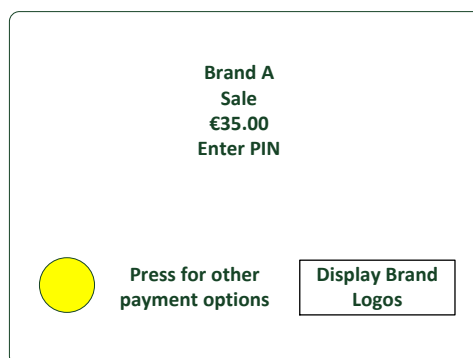 Brand A
Sale
€35.00
Enter PIN
Press for other
payment options
Display Brand
Logos